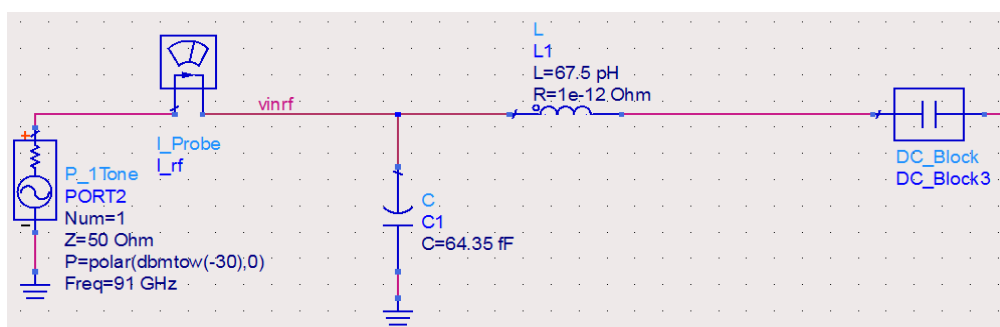 L
L1
L=67.5 pH
R=1e-12 Ohm
vinrf
I_Probe
I_rf
DC_Block
DC_Block3
P_1Tone
PORT2
Num=1
Z=50 Ohm
P=polar(dbmtow(-30),0)
Freq=91 GHz
C
C1
C=64.35 fF